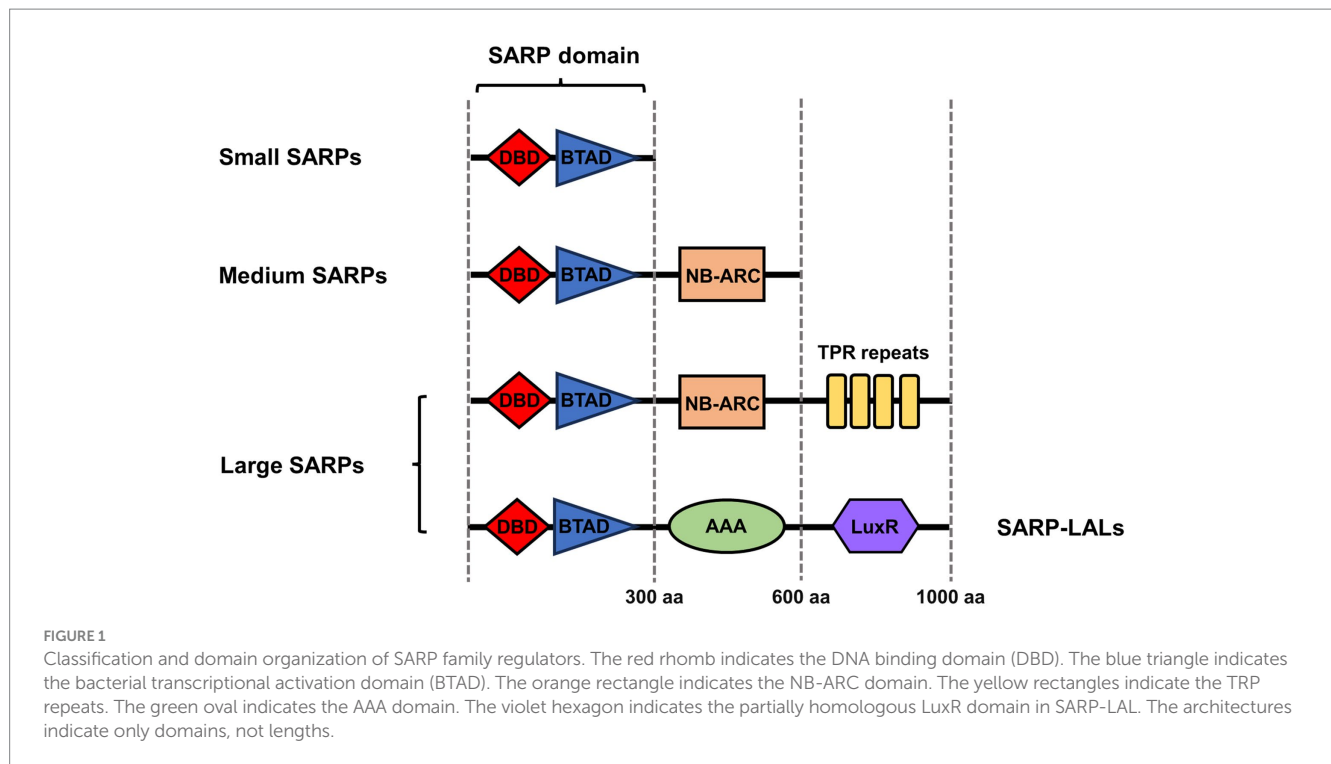 SARP domain
Small SARPs
DBD BTAD
Medium SARPs
DBD BTAD NB-ARC
TPR repeats
DBD BTAD NB-ARC
Large SARPs
DBD BTAD AAA LuxR SARP-LALs
300 aa 600 aa 1000 aa
FIGURE 1
Classification and domain organization of SARP family regulators. The red rhomb indicates the DNA binding domain (DBD). The blue triangle indicates
the bacterial transcriptional activation domain (BTAD). The orange rectangle indicates the NB-ARC domain. The yellow rectangles indicate the TRP
repeats. The green oval indicates the AAA domain. The violet hexagon indicates the partially homologous LuxR domain in SARP-LAL. The architectures
indicate only domains, not lengths.